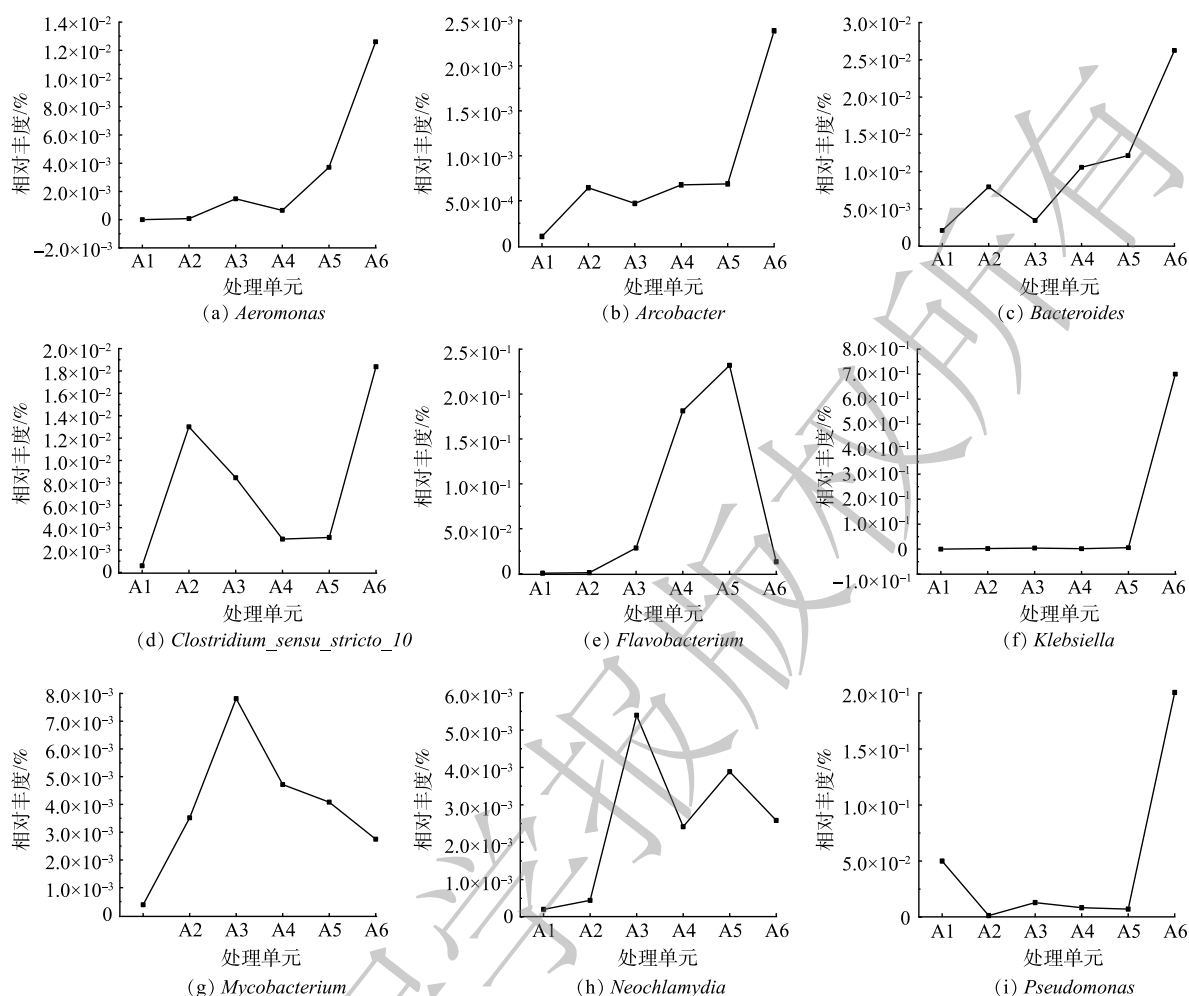 1.4×10⁻²
1.2×10⁻²
1.2×10⁻²
8.0×10⁻³
6.0×10⁻³
4.0×10⁻³
2.0×10⁻³
0
−2.0×10⁻³
相对丰度/%
A1 A2 A3 A4 A5 A6
处理单元
(a) Aeromonas
2.5×10⁻³
2.0×10⁻³
1.5×10⁻³
1.0×10⁻³
5.0×10⁻⁴
0
相对丰度/%
A1 A2 A3 A4 A5 A6
处理单元
(b) Arcobacter
3.0×10⁻²
2.5×10⁻²
2.0×10⁻²
1.5×10⁻²
1.0×10⁻²
5.0×10⁻³
0
相对丰度/%
A1 A2 A3 A4 A5 A6
处理单元
(c) Bacteroides
2.0×10⁻²
1.8×10⁻²
1.6×10⁻²
1.4×10⁻²
1.2×10⁻²
1.0×10⁻²
8.0×10⁻³
6.0×10⁻³
4.0×10⁻³
2.0×10⁻³
0
相对丰度/%
A1 A2 A3 A4 A5 A6
处理单元
(d) Clostridium_sensu_stricto_10
2.5×10⁻¹
2.0×10⁻¹
1.5×10⁻¹
1.0×10⁻¹
5.0×10⁻²
0
相对丰度/%
A1 A2 A3 A4 A5 A6
处理单元
(e) Flavobacterium
8.0×10⁻¹
7.0×10⁻¹
6.0×10⁻¹
5.0×10⁻¹
4.0×10⁻¹
3.0×10⁻¹
2.0×10⁻¹
1.0×10⁻¹
0
−1.0×10⁻¹
相对丰度/%
A1 A2 A3 A4 A5 A6
处理单元
(f) Klebsiella
8.0×10⁻³
7.0×10⁻³
6.0×10⁻³
5.0×10⁻³
4.0×10⁻³
3.0×10⁻³
2.0×10⁻³
1.0×10⁻³
0
相对丰度/%
A2 A3 A4 A5 A6
处理单元
(g) Mycobacterium
6.0×10⁻³
5.0×10⁻³
4.0×10⁻³
3.0×10⁻³
2.0×10⁻³
1.0×10⁻³
0
相对丰度/%
A1 A2 A3 A4 A5 A6
处理单元
(h) Neochlamydia
2.0×10⁻¹
1.5×10⁻¹
1.0×10⁻¹
5.0×10⁻²
0
相对丰度/%
A1 A2 A3 A4 A5 A6
处理单元
(i) Pseudomonas
学报版权所有